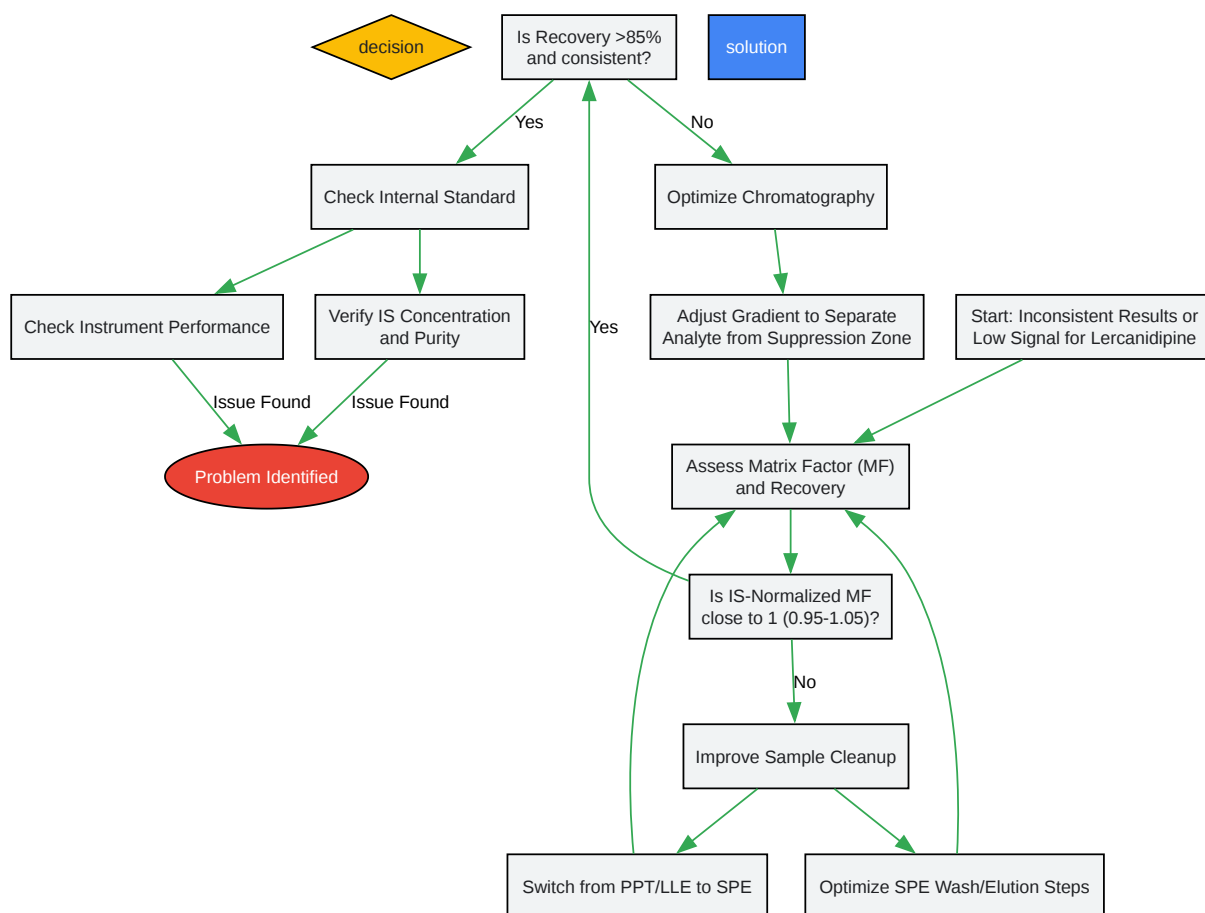 decision
Is Recovery >85%
and consistent?
solution
Yes
No
Check Internal Standard
Optimize Chromatography
Check Instrument Performance
Verify IS Concentration
and Purity
Yes
Adjust Gradient to Separate
Analyte from Suppression Zone
Start: Inconsistent Results or
Low Signal for Lercanidipine
Issue Found
Issue Found
Problem Identified
Assess Matrix Factor (MF)
and Recovery
Is IS-Normalized MF
close to 1 (0.95-1.05)?
No
Improve Sample Cleanup
Switch from PPT/LLE to SPE
Optimize SPE Wash/Elution Steps